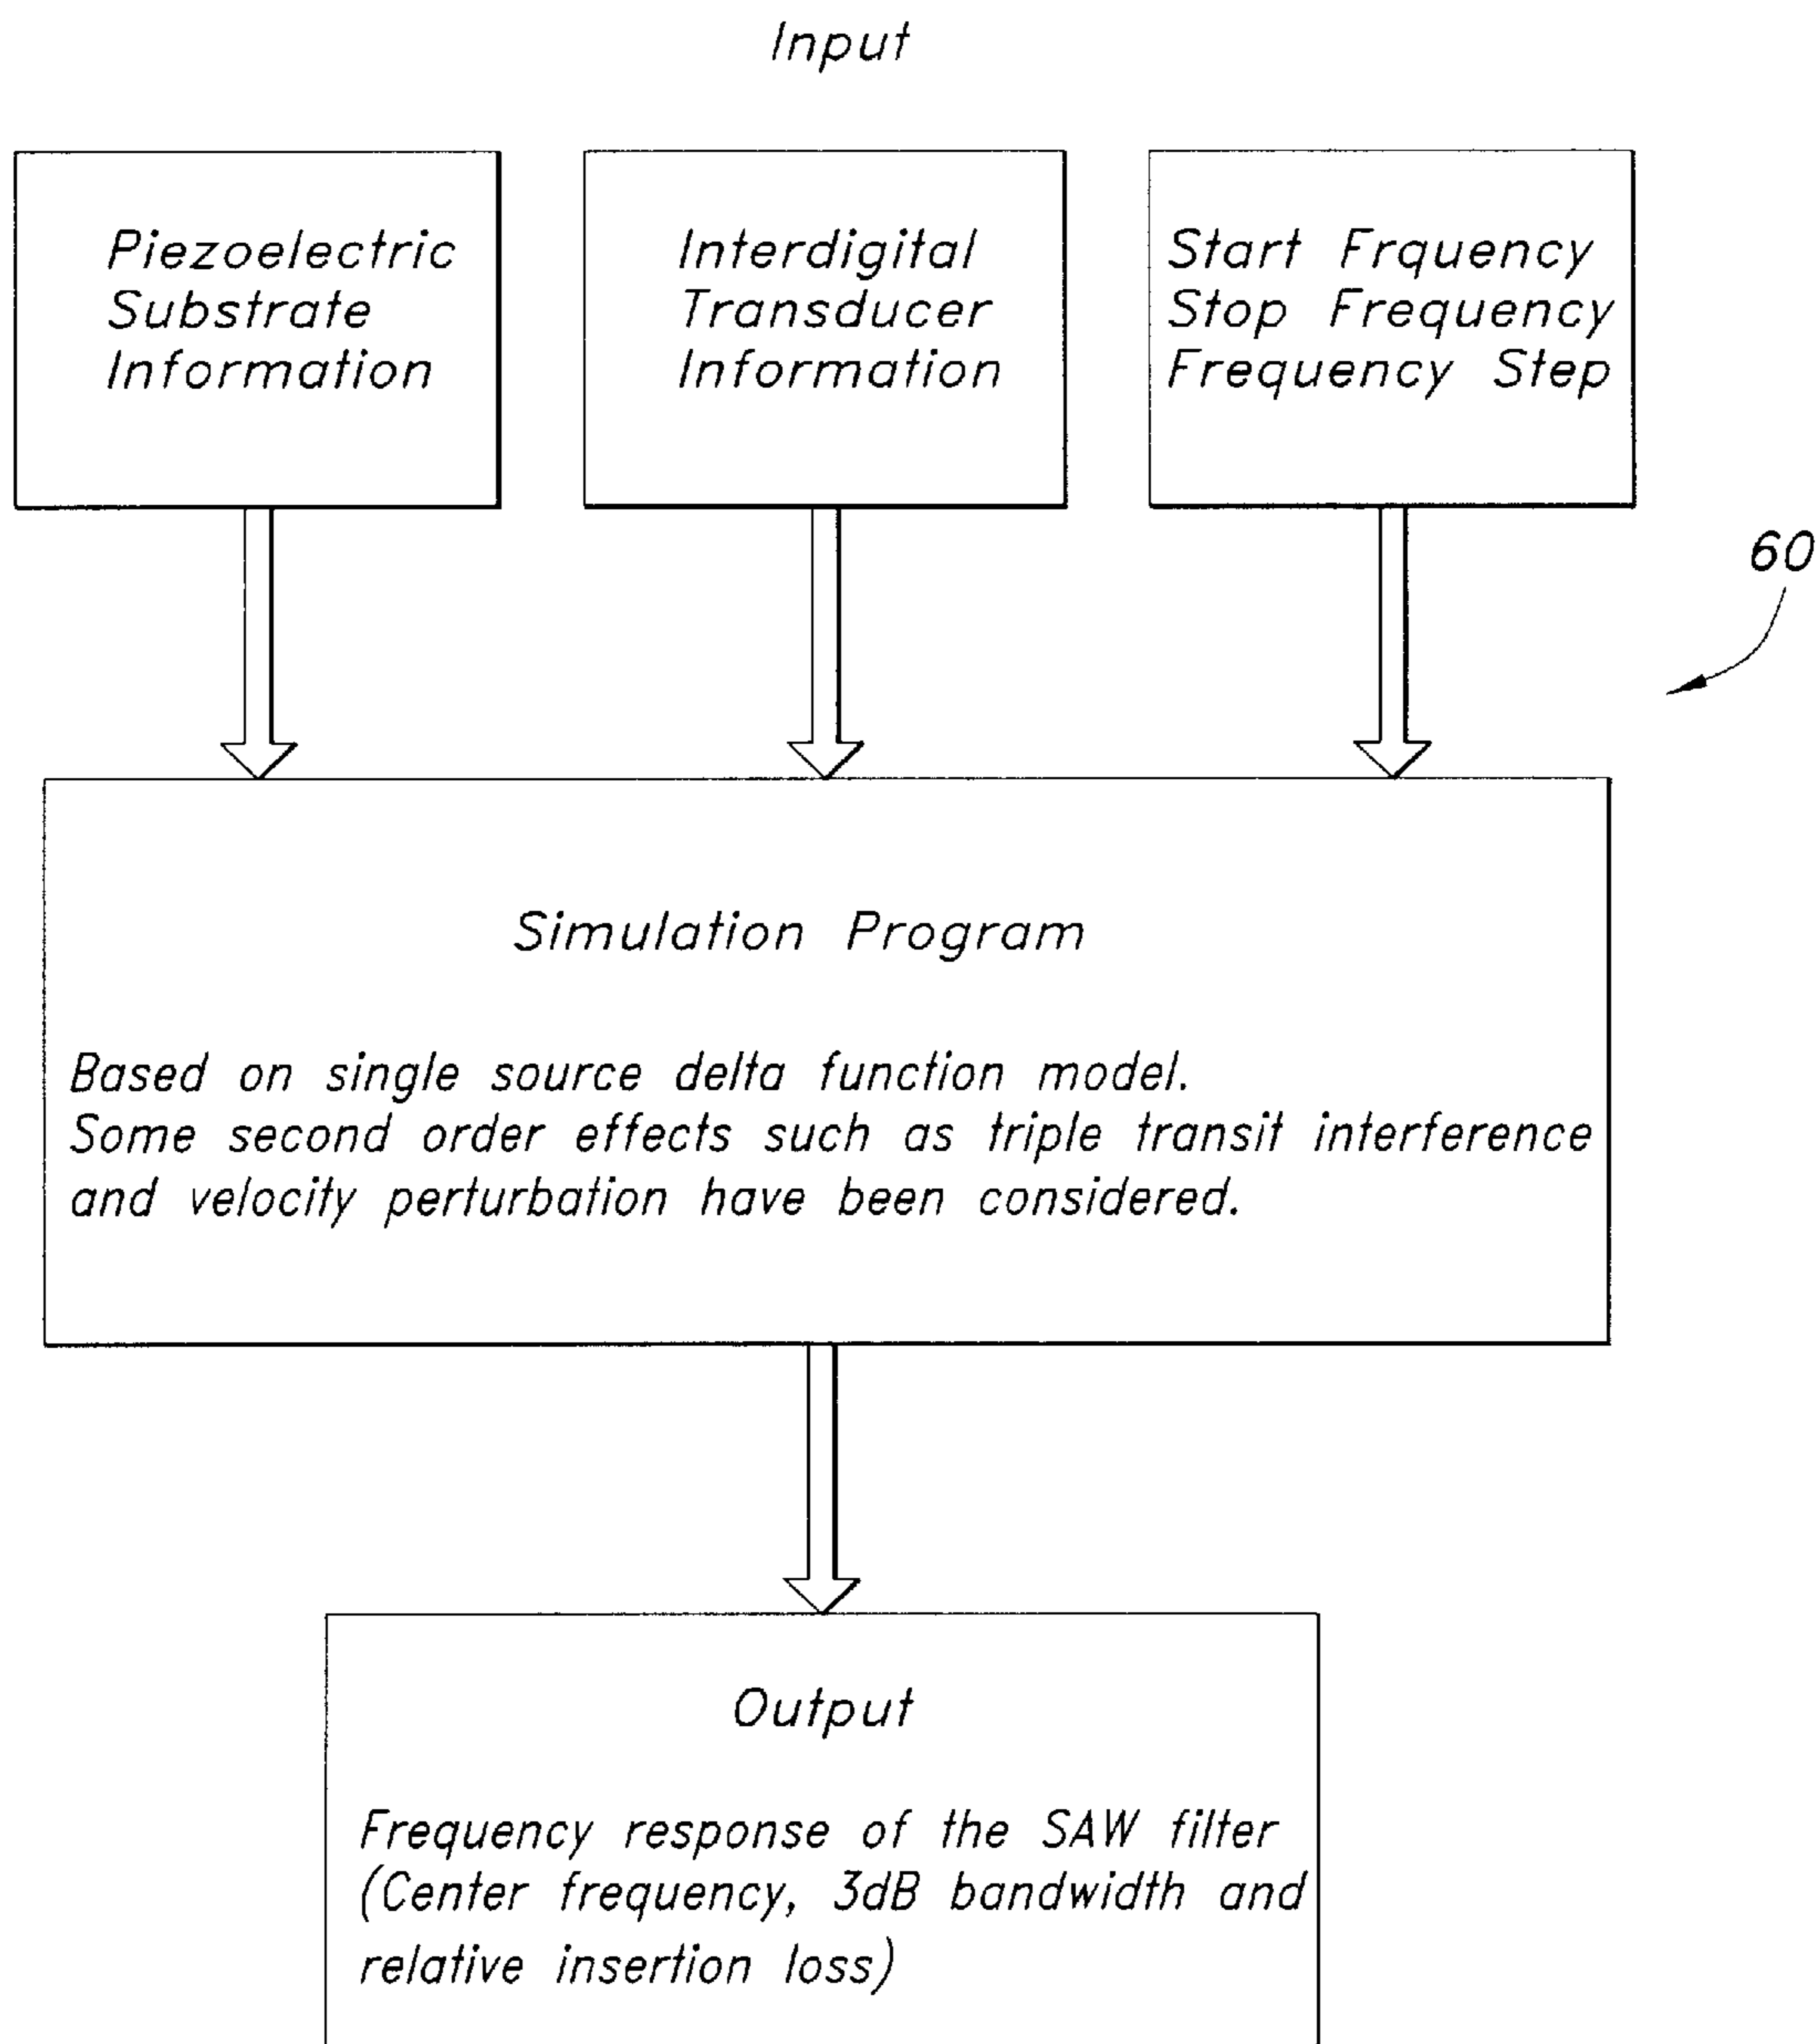 Input
Piezoelectric
Substrate
Information
Interdigital
Transducer
Information
Start Frquency
Stop Frequency
Frequency Step
60
Simulation Program
Based on single source delta function model.
Some second order effects such as triple transit interference
and velocity perturbation have been considered.
Output
Frequency response of the SAW filter
(Center frequency, 3dB bandwidth and
relative insertion loss)